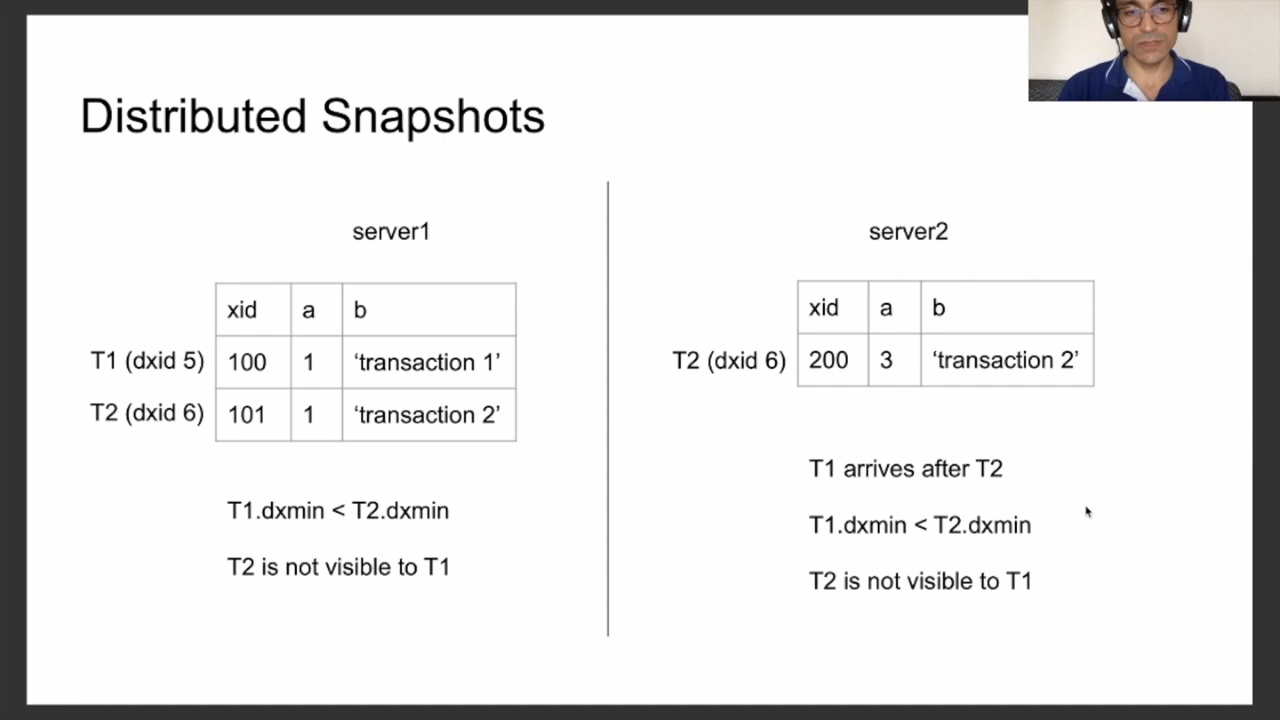 Distributed Snapshots
server1
xid a b
T1 (dxid 5) 100 1 ‘transaction 1’
T2 (dxid 6) 101 1 ‘transaction 2’
T1.dxmin < T2.dxmin
T2 is not visible to T1
server2
xid a b
T2 (dxid 6) 200 3 ‘transaction 2’
T1 arrives after T2
T1.dxmin < T2.dxmin
T2 is not visible to T1